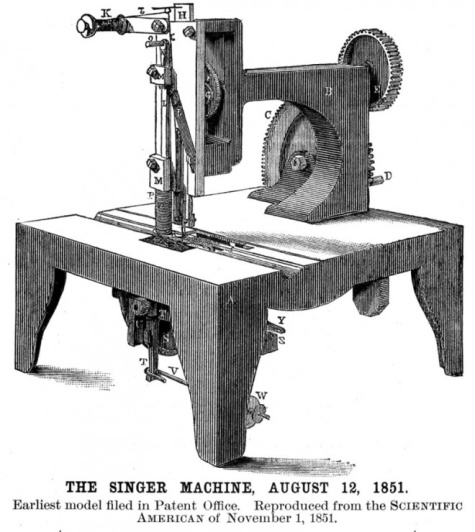 K
t
H
B
E
C
D
M
A
Y
S
T
V
W
THE SINGER MACHINE, AUGUST 12, 1851.
Earliest model filed in Patent Office. Reproduced from the SCIENTIFIC
AMERICAN of November 1, 1851.